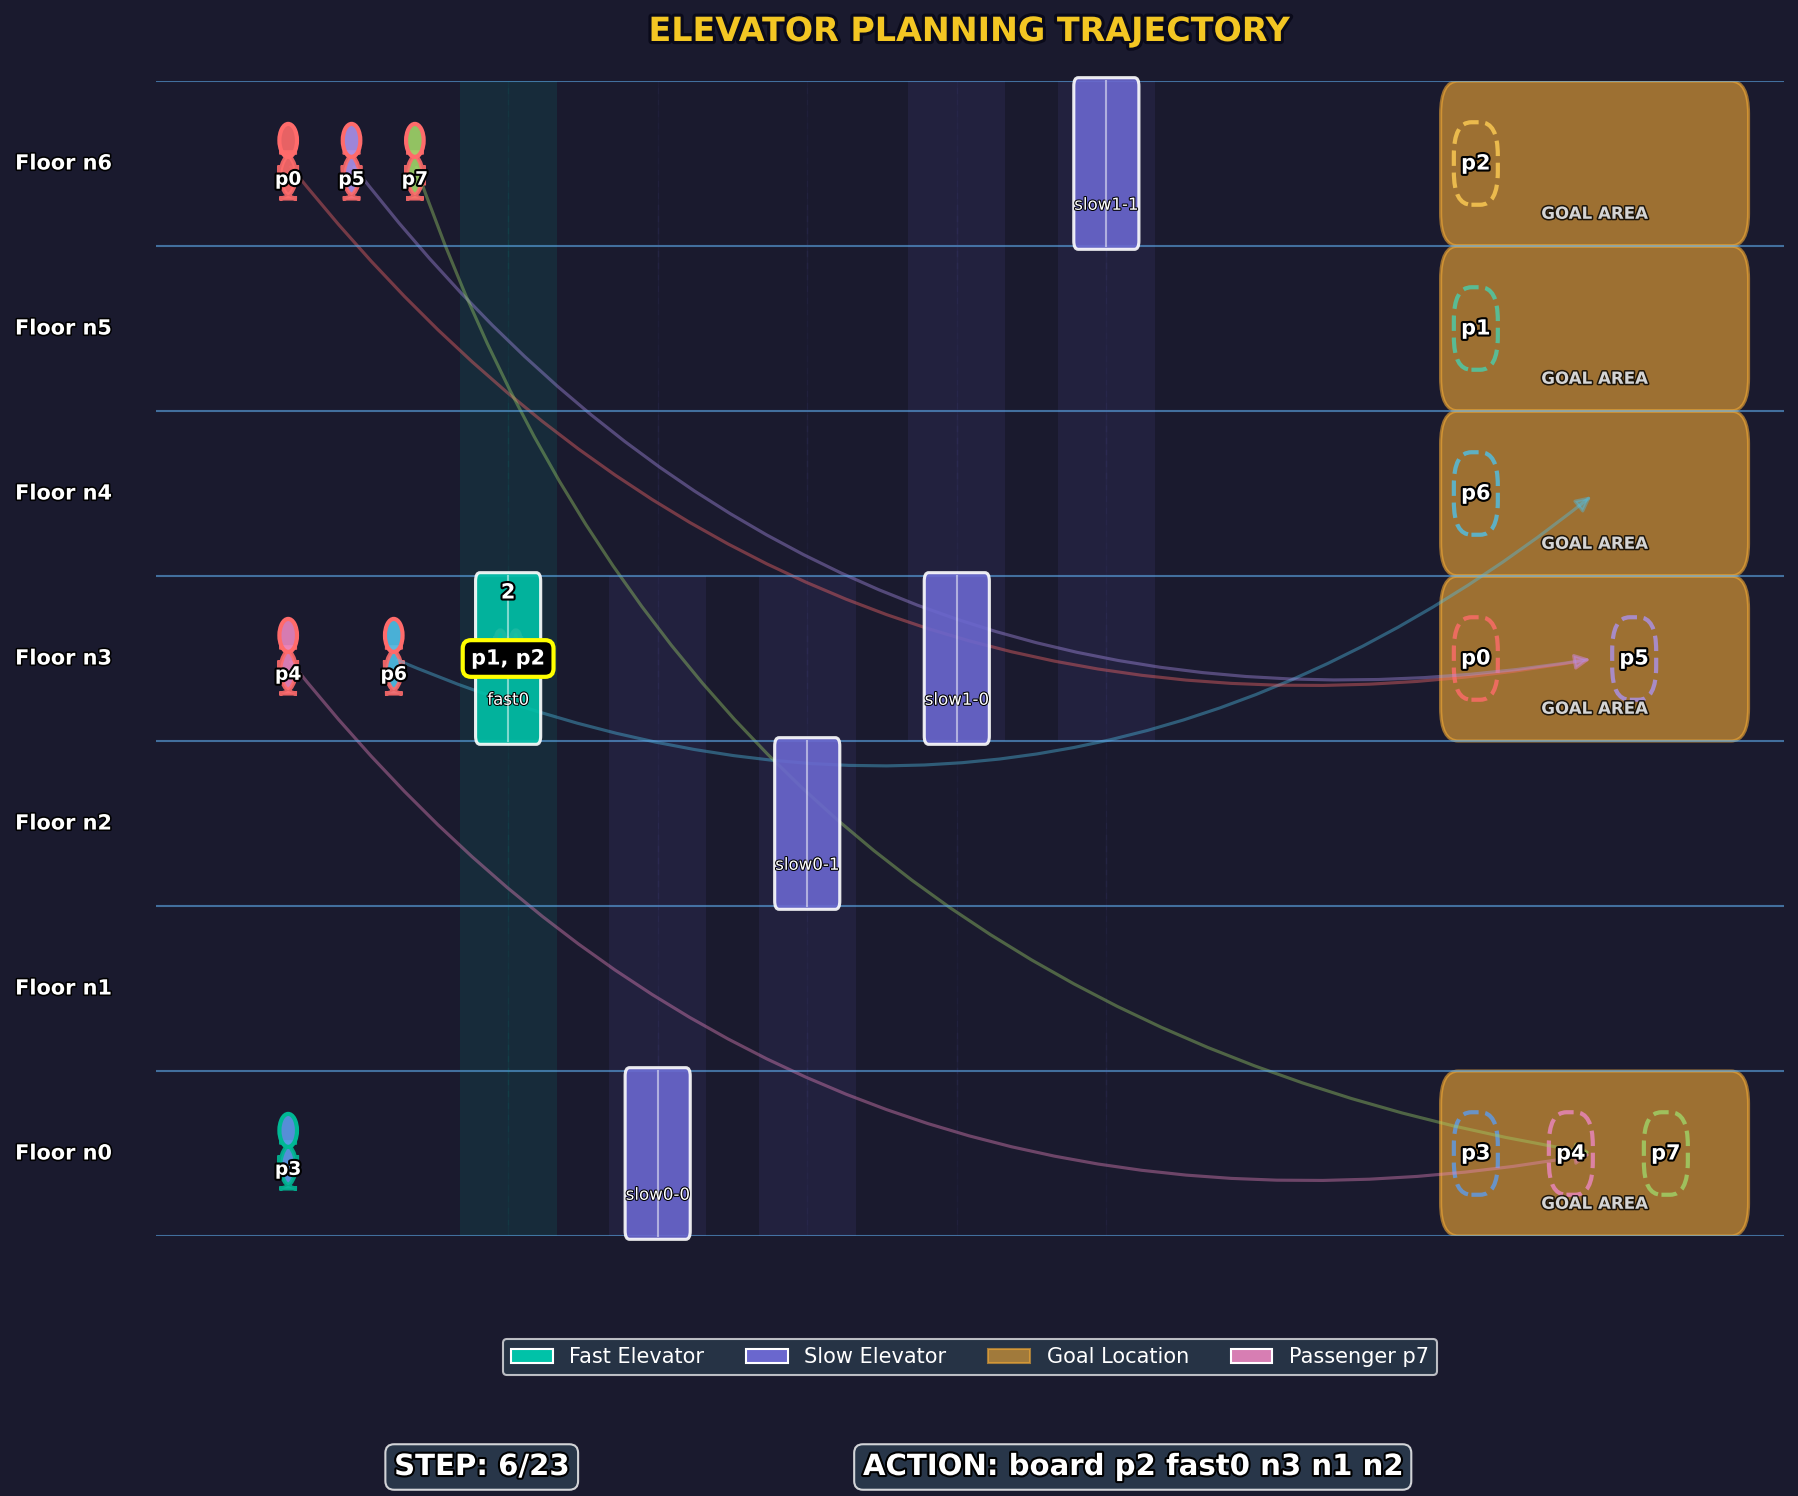 ELEVATOR PLANNING TRAJECTORY
Floor n6
p0 p5 p7
slow1-1
p2
GOAL AREA
Floor n5
p1
GOAL AREA
Floor n4
p6
GOAL AREA
Floor n3
p4
p6
2
p1, p2
fast0
slow1-0
p0
p5
GOAL AREA
Floor n2
slow0-1
Floor n1
Floor n0
p3
slow0-0
p3
p4
p7
GOAL AREA
Fast Elevator
Slow Elevator
Goal Location
Passenger p7
STEP: 6/23
ACTION: board p2 fast0 n3 n1 n2